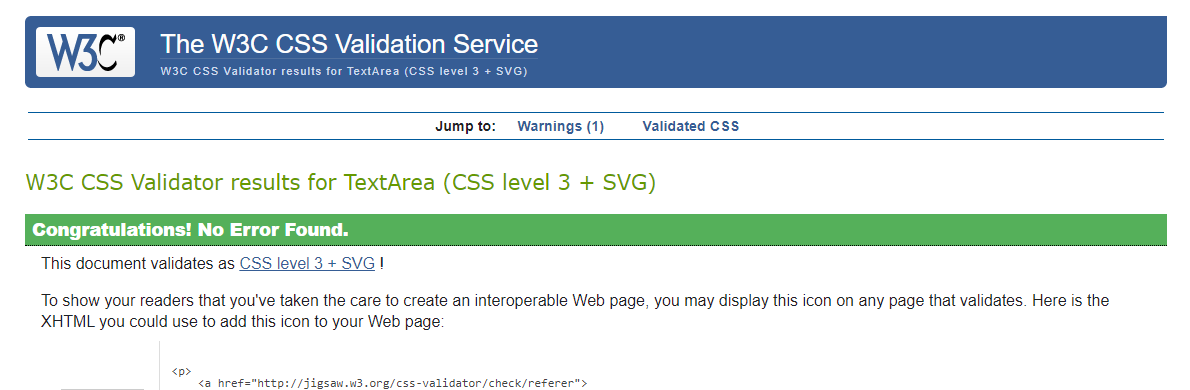 W3C® The W3C CSS Validation Service
W3C CSS Validator results for TextArea (CSS level 3 + SVG)
Jump to: Warnings (1) Validated CSS
W3C CSS Validator results for TextArea (CSS level 3 + SVG)
Congratulations! No Error Found.
This document validates as CSS level 3 + SVG !
To show your readers that you've taken the care to create an interoperable Web page, you may display this icon on any page that validates. Here is the
XHTML you could use to add this icon to your Web page:
<p>
<a href="http://jigsaw.w3.org/css-validator/check/referer">